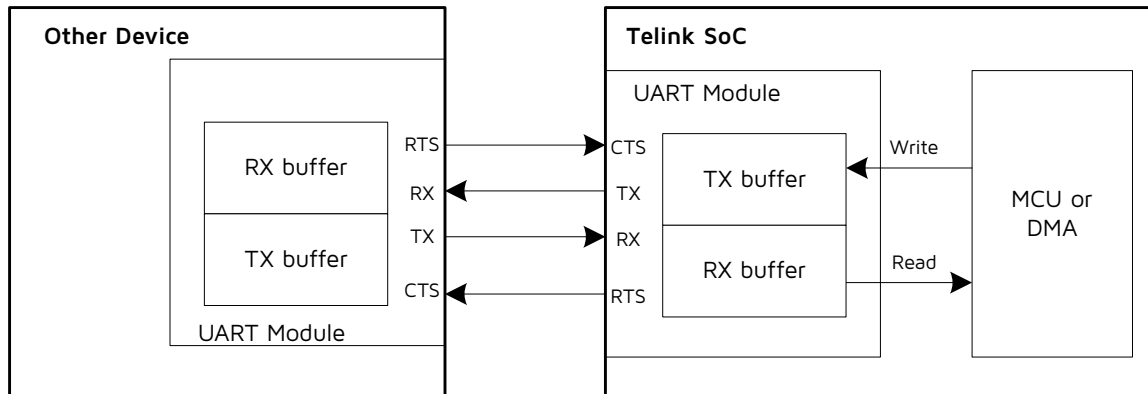 Other Device
RTS
RX
TX
CTS
RX buffer
TX buffer
UART Module
Telink SoC
UART Module
CTS
TX
RX
RTS
TX buffer
RX buffer
Write
Read
MCU or
DMA